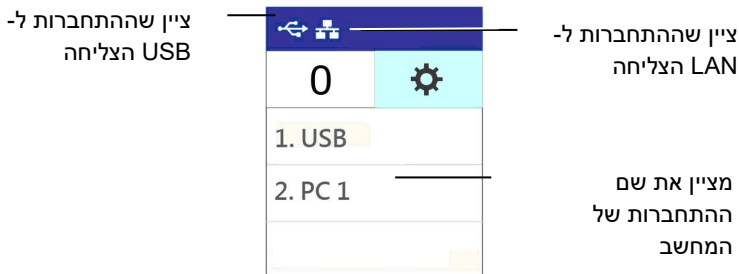 ציין שההתחברות ל-
USB הצליחה
ציין שההתחברות ל-
LAN הצליחה
0
1. USB
2. PC 1
מציין את שם
ההתחברות של
המחשב